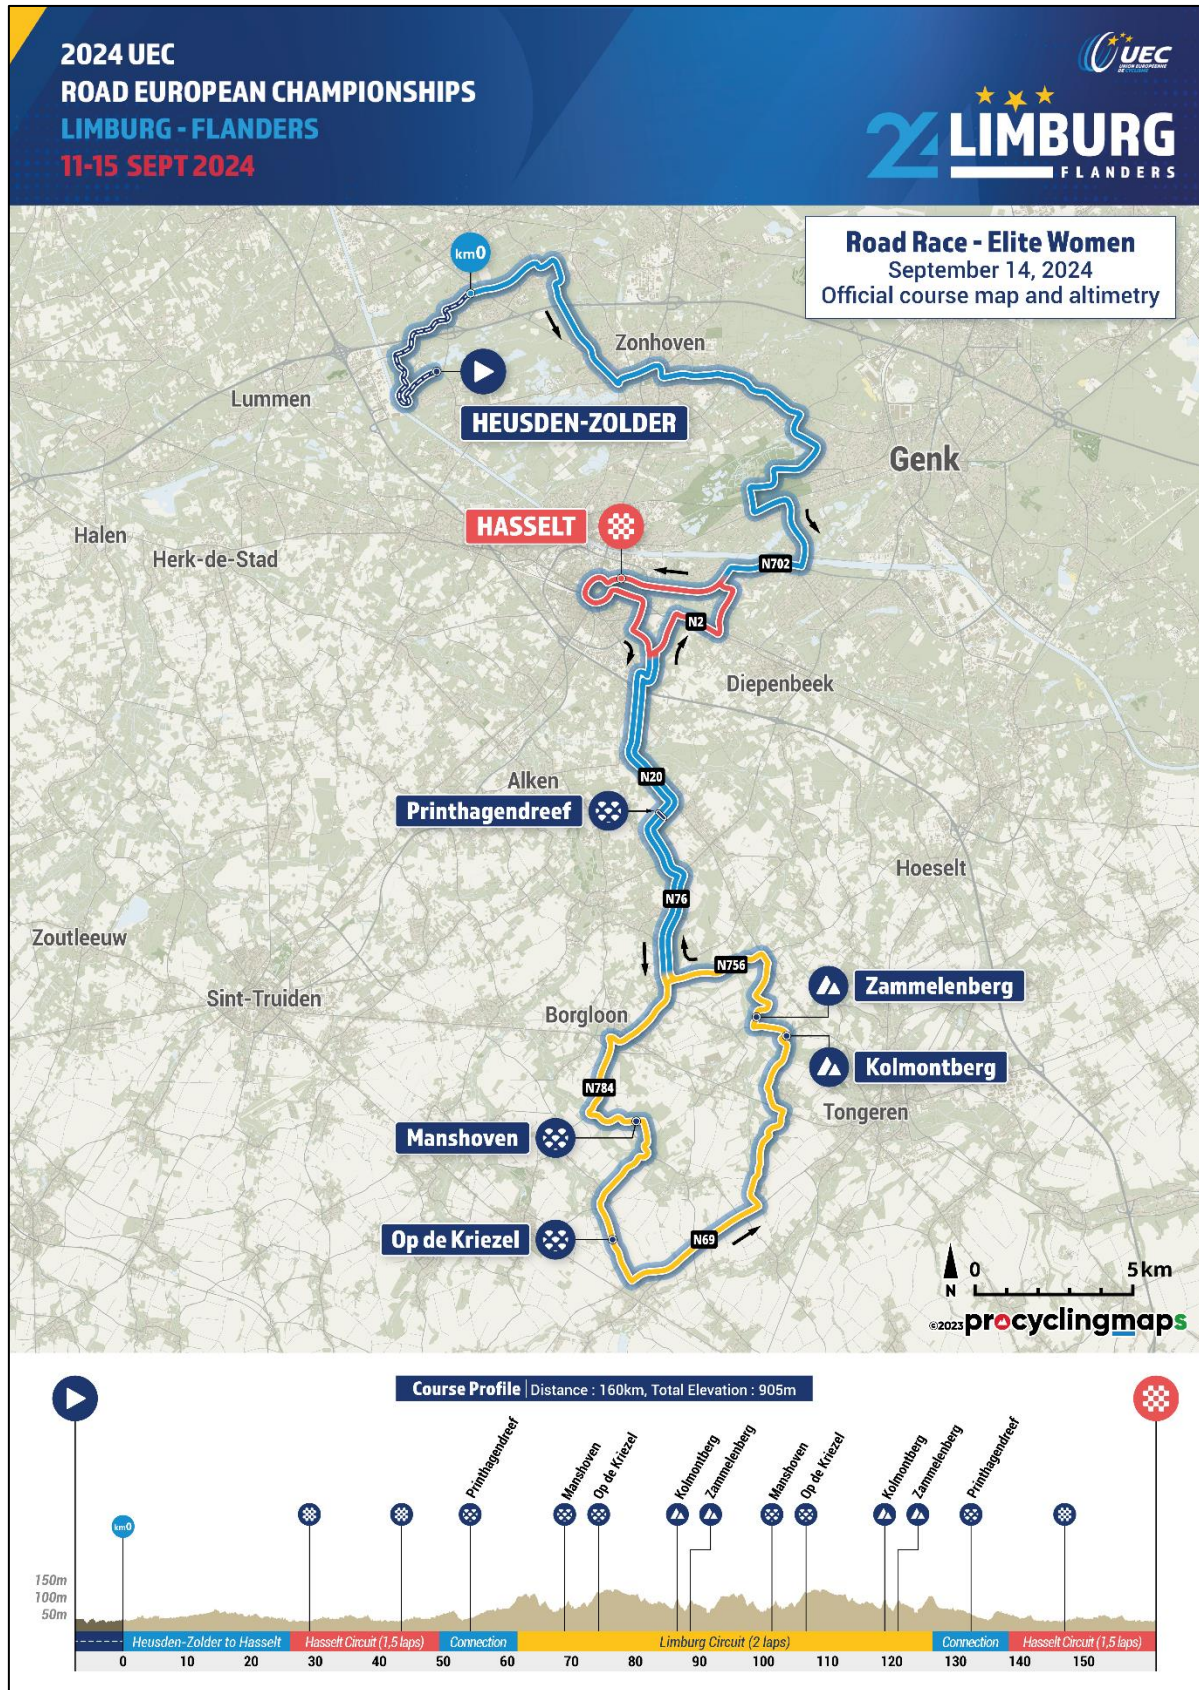 2024 UEC
ROAD EUROPEAN CHAMPIONSHIPS
LIMBURG - FLANDERS
11-15 SEPT 2024
UEC
UNION EUROPEENNE
DE CYCLISME
24 LIMBURG
FLANDERS
Road Race - Elite Women
September 14, 2024
Official course map and altimetry
km0
Zonhoven
Lummen
HEUSDEN-ZOLDER
Genk
HASSELT
Halen
Herk-de-Stad
N702
N2
Diepenbeek
N20
Alken
Printhagendreef
Hoeselt
N76
Zoutleeuw
N756
Zammelenberg
Sint-Truiden
Borgloon
Kolmontberg
N784
Tongeren
Manshoven
Op de Kriezel
N69
N
0 5km
©2023 procyclingmaps
Course Profile | Distance : 160km, Total Elevation : 905m
Printhagendreef
Manshoven
Op de Kriezel
Kolmontberg
Zammelenberg
Manshoven
Op de Kriezel
Kolmontberg
Zammelenberg
Printhagendreef
km0
150m
100m
50m
Heusden-Zolder to Hasselt
Hasselt Circuit (1,5 laps)
Connection
Limburg Circuit (2 laps)
Connection
Hasselt Circuit (1,5 laps)
0 10 20 30 40 50 60 70 80 90 100 110 120 130 140 150